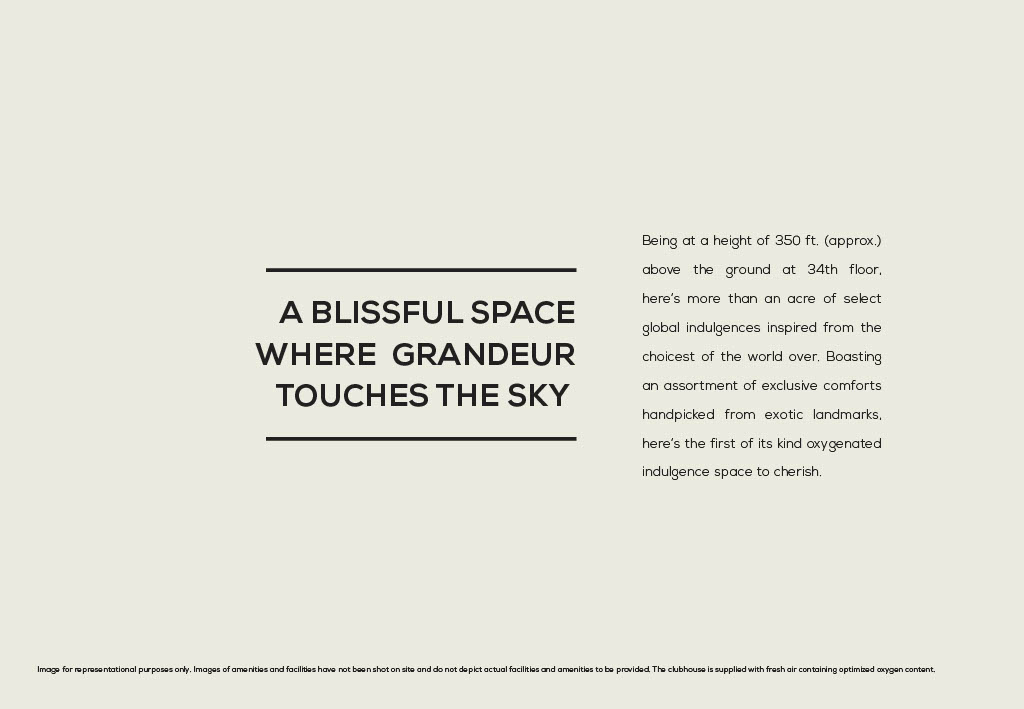 A BLISSFUL SPACE
WHERE GRANDEUR
TOUCHES THE SKY
Being at a height of 350 ft. (approx.)
above the ground at 34th floor,
here's more than an acre of select
global indulgences inspired from the
choicest of the world over. Boasting
an assortment of exclusive comforts
handpicked from exotic landmarks,
here's the first of its kind oxygenated
indulgence space to cherish.
Image for representational purposes only. Images of amenities and facilities have not been shot on site and do not depict actual facilities and amenities to be provided. The clubhouse is supplied with fresh air containing optimized oxygen content.